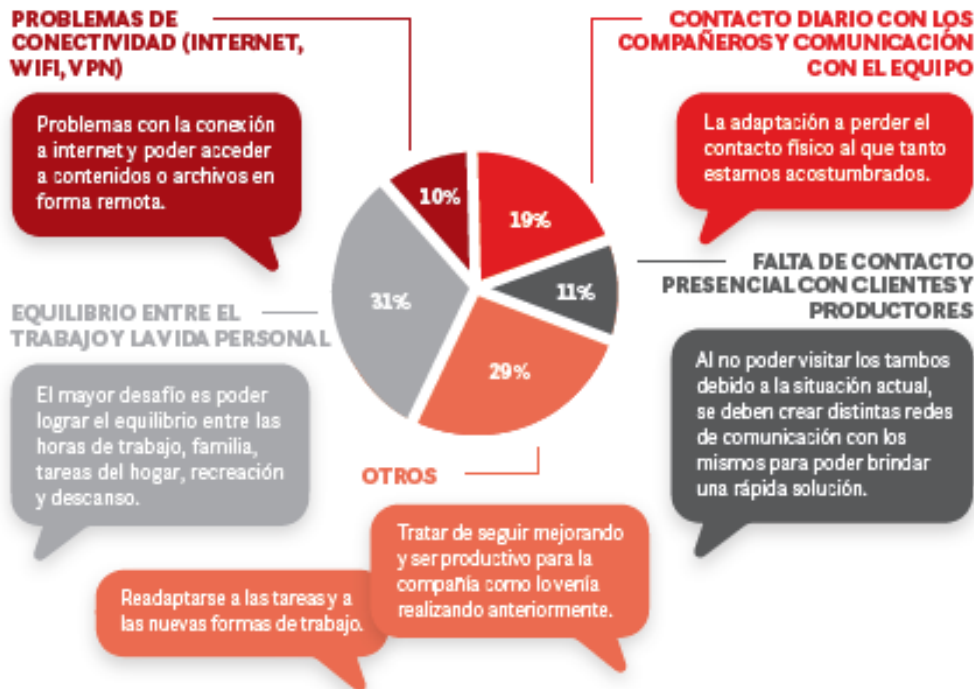 PROBLEMAS DE
CONECTIVIDAD (INTERNET,
WIFI, VPN)
Problemas con la conexión
a internet y poder acceder
a contenidos o archivos en
forma remota.
CONTACTO DIARIO CON LOS
COMPAÑEROS Y COMUNICACIÓN
CON EL EQUIPO
La adaptación a perder el
contacto físico al que tanto
estamos acostumbrados.
10%
19%
11%
31%
29%
FALTA DE CONTACTO
PRESENCIAL CON CLIENTES Y
PRODUCTORES
Al no poder visitar los tambos
debido a la situación actual,
se deben crear distintas redes
de comunicación con los
mismos para poder brindar
una rápida solución.
EQUILIBRIO ENTRE EL
TRABAJO Y LA VIDA PERSONAL
El mayor desafío es poder
lograr el equilibrio entre las
horas de trabajo, familia,
tareas del hogar, recreación
y descanso.
OTROS
Tratar de seguir mejorando
y ser productivo para la
compañía como lo venía
realizando anteriormente.
Readaptarse a las tareas y a
las nuevas formas de trabajo.